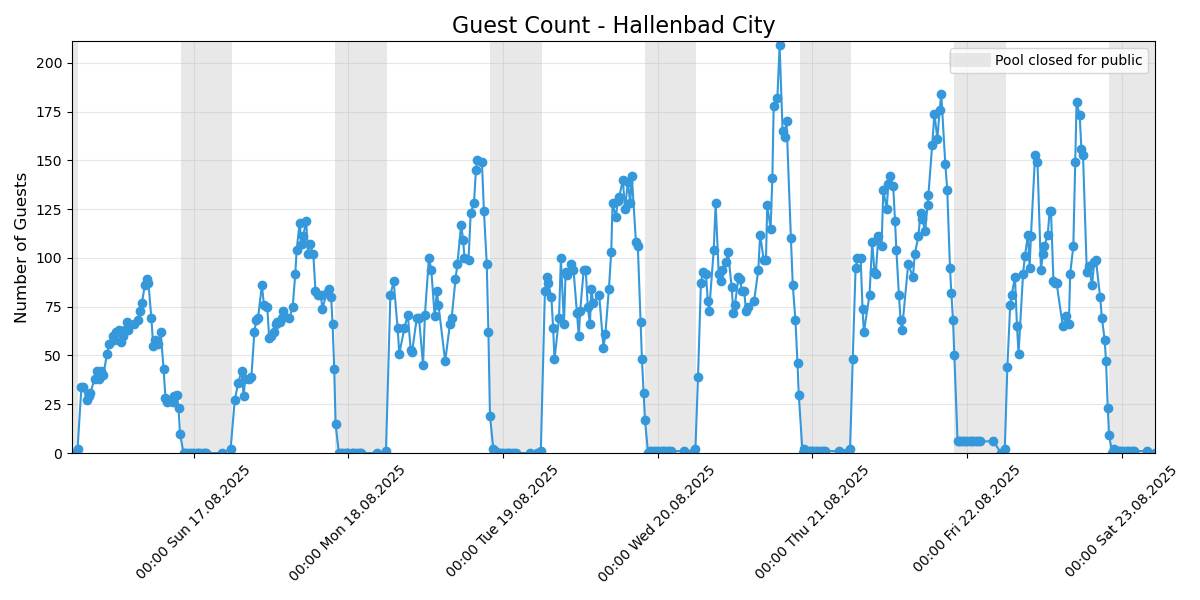 Guest Count - Hallenbad City
Pool closed for public
Number of Guests
200
175
150
125
100
75
50
25
0
00:00 Sun 17.08.2025
00:00 Mon 18.08.2025
00:00 Tue 19.08.2025
00:00 Wed 20.08.2025
00:00 Thu 21.08.2025
00:00 Fri 22.08.2025
00:00 Sat 23.08.2025